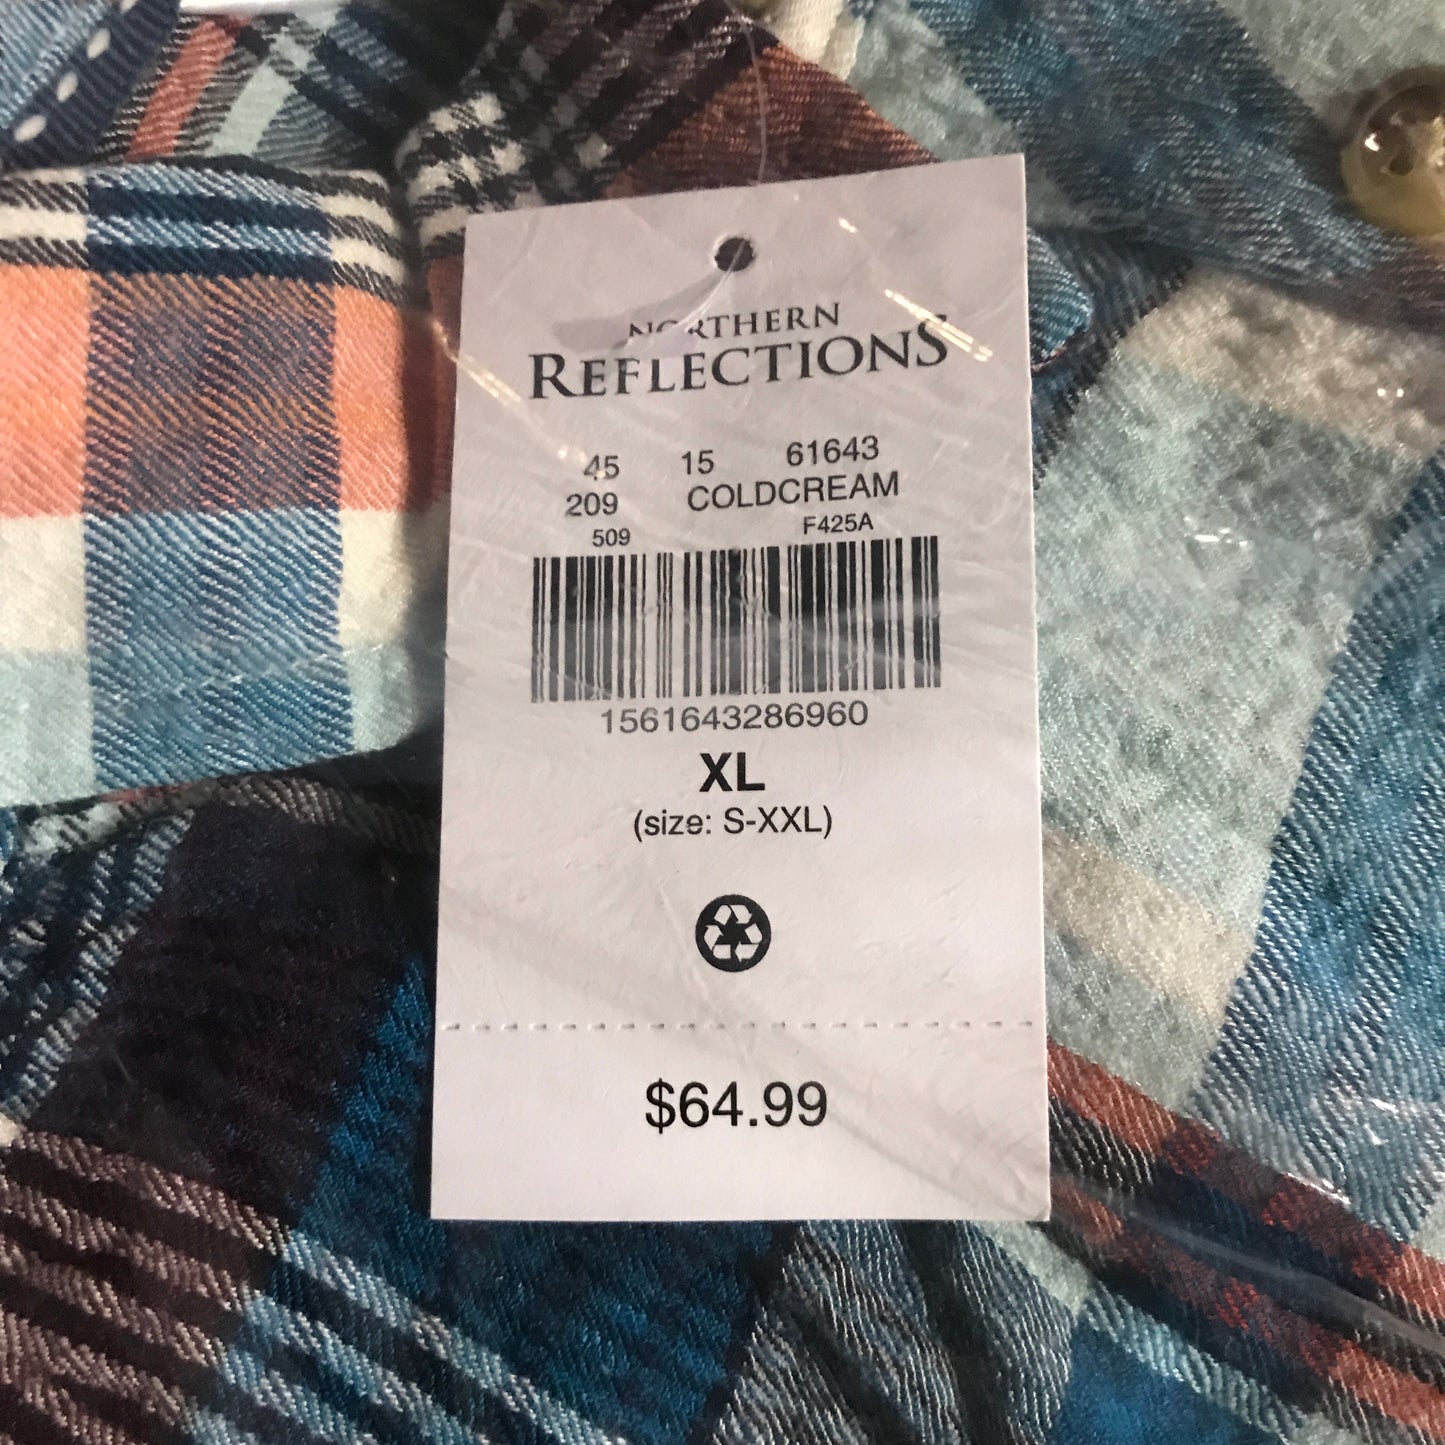 NORTHERN
REFLECTIONS
45 15 61643
209 COLDCREAM
509 F425A
1561643286960
XL
(size: S-XXL)
$64.99